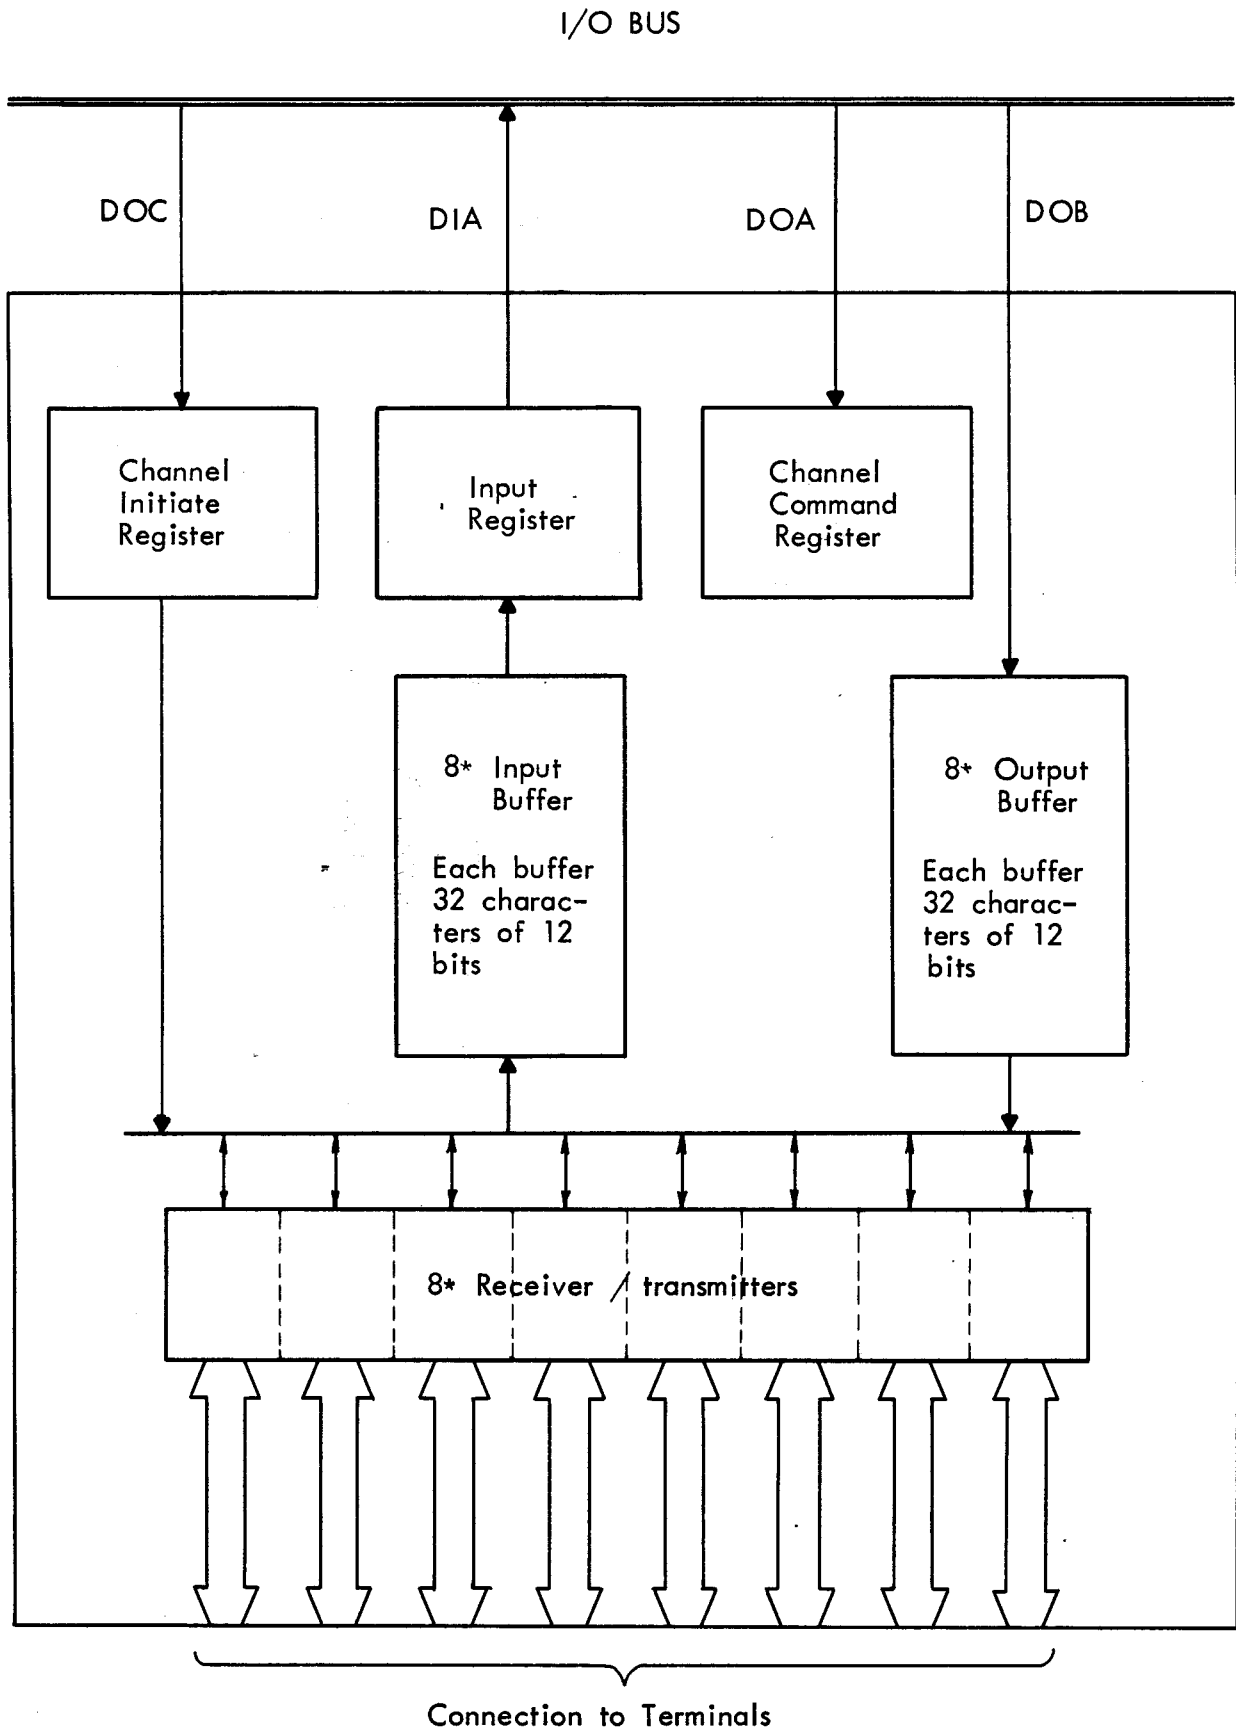 I/O BUS
DOC
DIA
DOA
DOB
Channel
Initiate
Register
Input
Register
Channel
Command
Register
8* Input
Buffer
Each buffer
32 charac-
ters of 12
bits
8* Output
Buffer
Each buffer
32 charac-
ters of 12
bits
8* Receiver / transmitters
Connection to Terminals